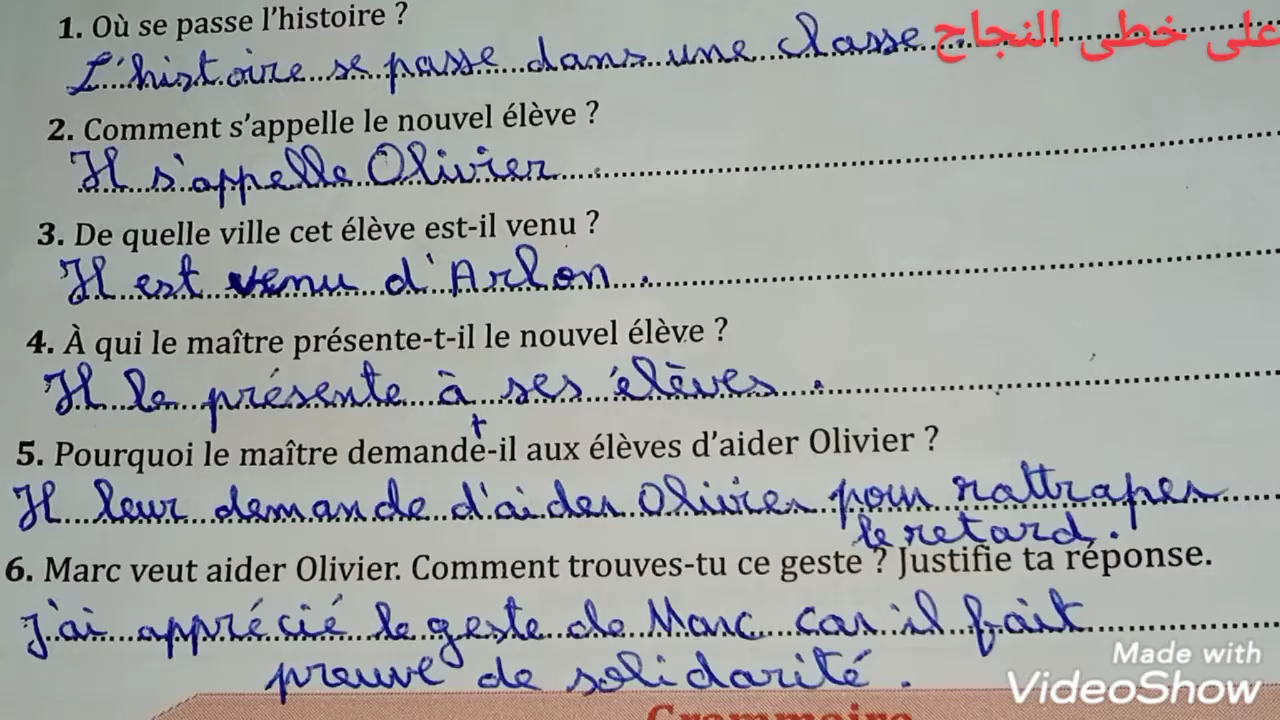 1. Où se passe l'histoire ?
L'histoire se passe dans une classe
على خطى النجاح
2. Comment s'appelle le nouvel élève ?
Il s'appelle Olivier.
3. De quelle ville cet élève est-il venu ?
Il est venu d'Arlon.
4. À qui le maître présente-t-il le nouvel élève ?
Il le présente à ses élèves.
t
5. Pourquoi le maître demande-il aux élèves d'aider Olivier ?
Il leur demande d'aider Olivier pour rattraper
le retard.
6. Marc veut aider Olivier. Comment trouves-tu ce geste ? Justifie ta réponse.
J'ai apprécié le geste de Marc car il fait
preuve de solidarité.
Made with
VideoShow
Grammaire